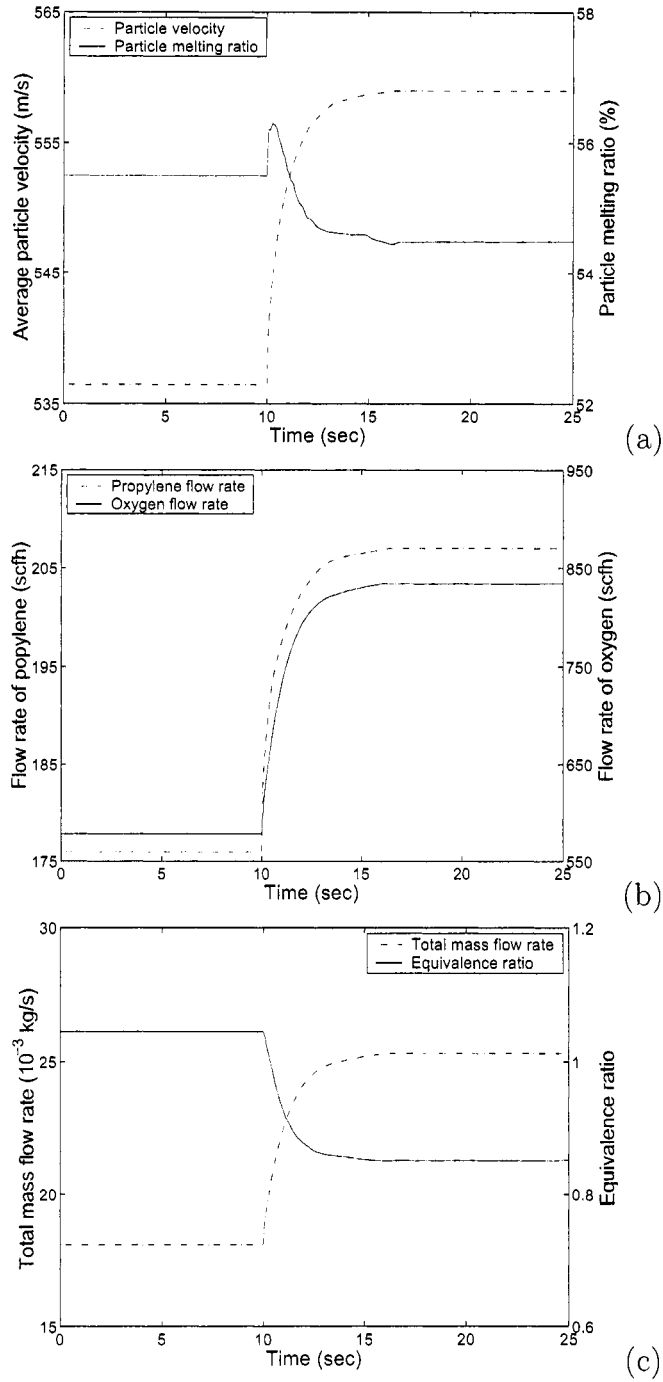 565
58
Particle velocity
Particle melting ratio
555
56
Average particle velocity (m/s)
Particle melting ratio (%)
545
54
535
52
0 5 10 15 20 25
Time (sec)
(a)
215
950
Propylene flow rate
Oxygen flow rate
205
850
Flow rate of popylene (scfh)
Flow rate of oxygen (scfh)
195
750
185
650
175
550
0 5 10 15 20 25
Time (sec)
(b)
30
1.2
Total mass flow rate
Equivalence ratio
26
1
Total mass flow rate (10⁻³ kg/s)
Equivalence ratio
22
0.8
18
15
0.6
0 5 10 15 20 25
Time (sec)
(c)